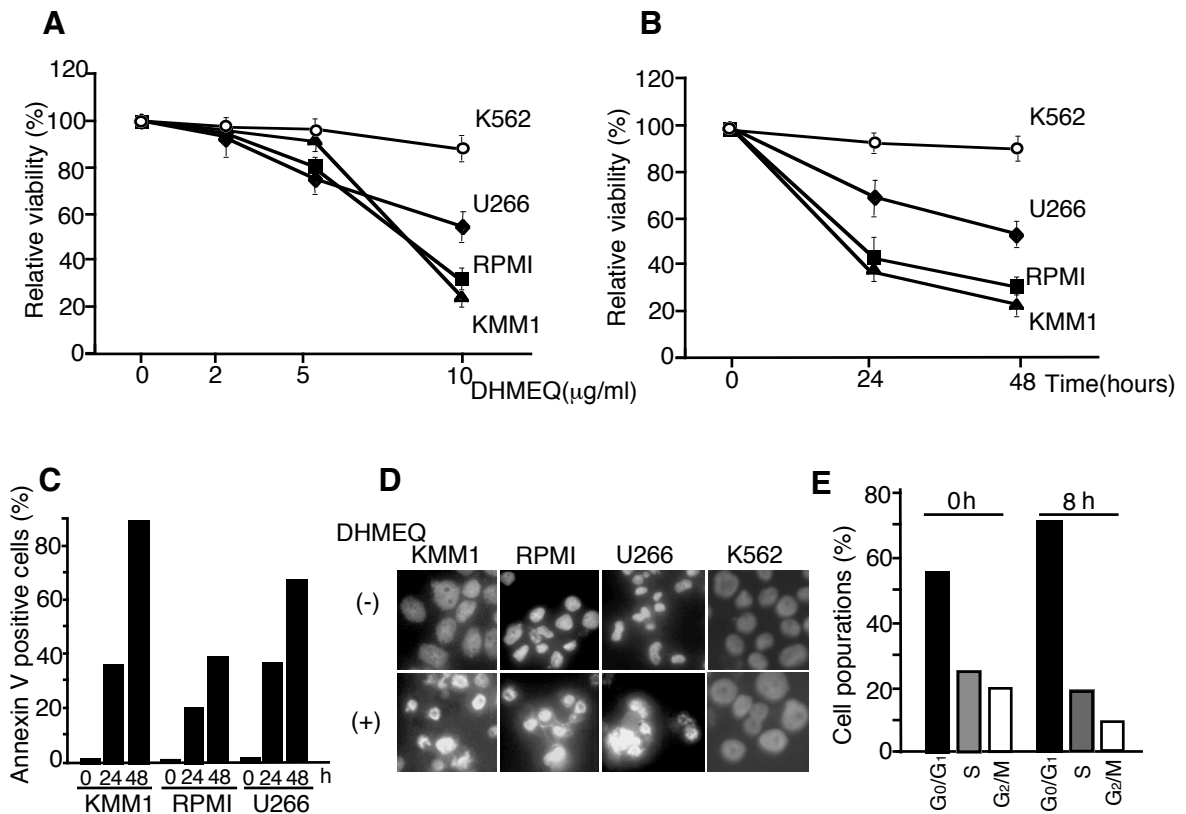 A
Relative viability (%)
120
100
80
60
40
20
0
K562
U266
RPMI
KMM1
0 2 5 10
DHMEQ(μg/ml)
B
Relative viability (%)
120
100
80
60
40
20
0
K562
U266
RPMI
KMM1
0 24 48 Time(hours)
C
Annexin V positive cells (%)
80
60
40
20
0
0 24 48 0 24 48 0 24 48 h
KMM1 RPMI U266
D
DHMEQ
KMM1 RPMI U266 K562
(-)
(+)
E
Cell popurations (%)
80
60
40
20
0
0 h 8 h
G0/G1 S G2/M G0/G1 S G2/M